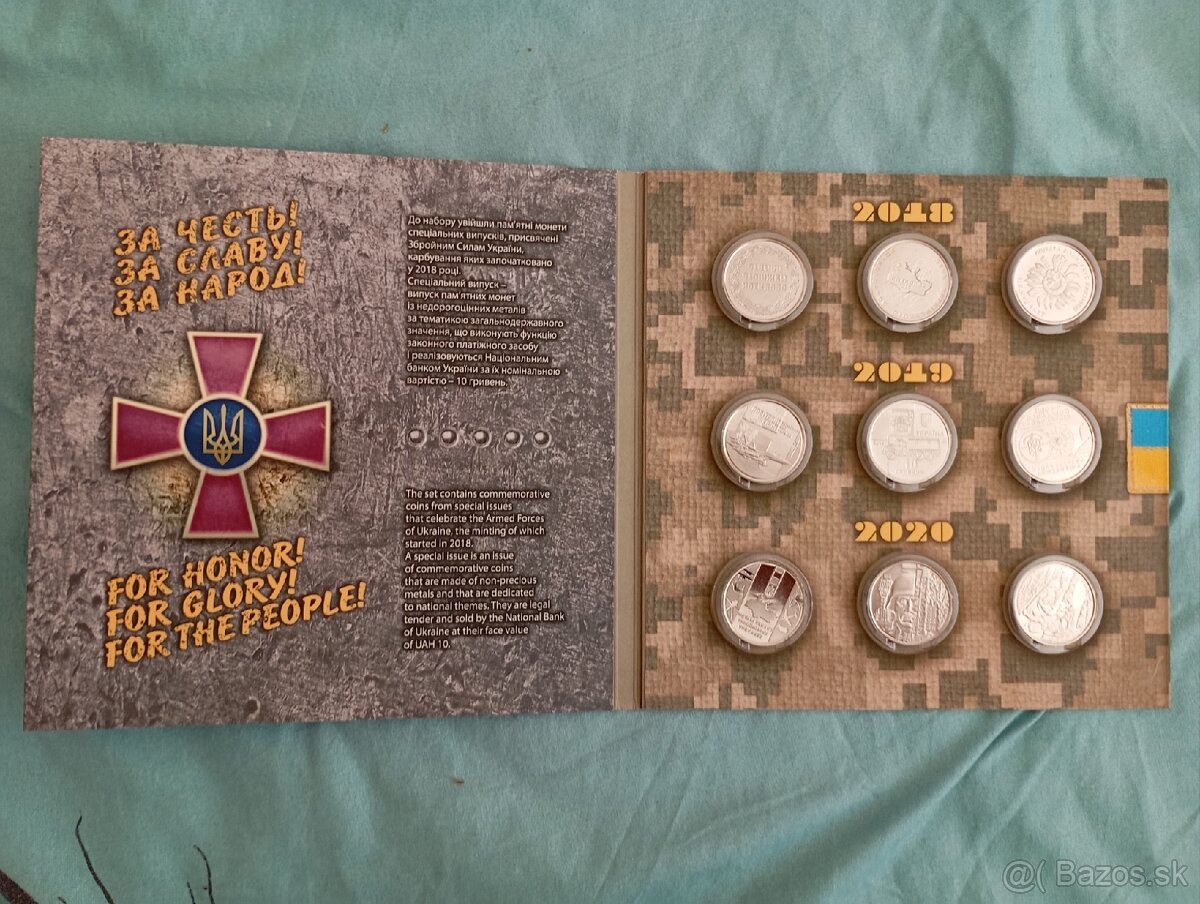 ЗА ЧЕСТЬ!
ЗА СЛАВУ!
ЗА НАРОД!
FOR HONOR!
FOR GLORY!
FOR THE PEOPLE!
До набору увійшли пам'ятні монети
спеціальних випусків, присвячені
Збройним Силам України,
карбування яких започатковано
у 2018 році.
Спеціальний випуск –
випуск пам'ятних монет
із недорогоцінних металів
за тематикою загальнодержавного
значення, що виконують функцію
законного платіжного засобу
і реалізовуються Національним
банком України за їх номінальною
вартістю – 10 гривень.
The set contains commemorative
coins from special issues
that celebrate the Armed Forces
of Ukraine, the minting of which
started in 2018.
A special issue is an issue
of commemorative coins
that are made of non-precious
metals and that are dedicated
to national themes. They are legal
tender and sold by the National Bank
of Ukraine at their face value
of UAH 10.
2018
2019
2020
@( Bazos.sk